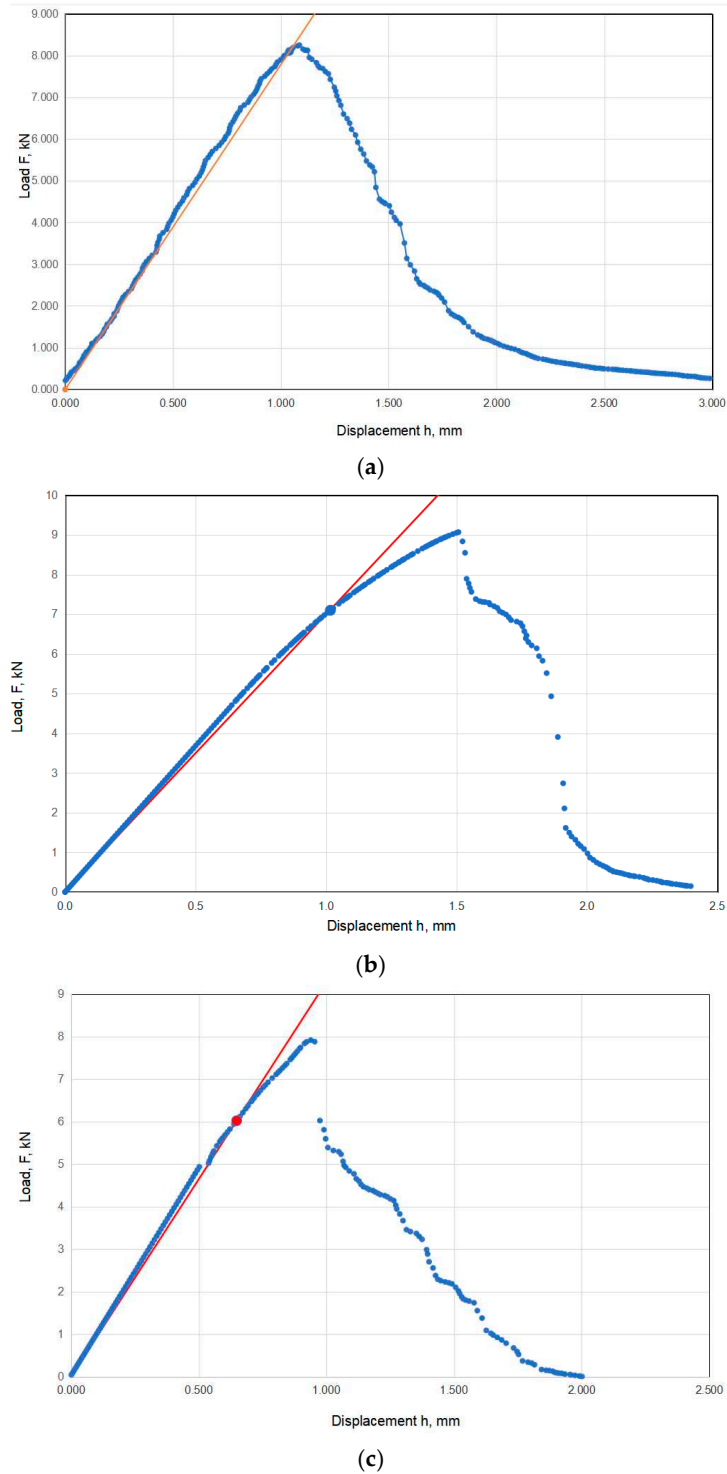 9.000
8.000
7.000
6.000
5.000
4.000
3.000
2.000
1.000
0.000
Load F, kN
0.000 0.500 1.000 1.500 2.000 2.500 3.000
Displacement h, mm
(a)
10
9
8
7
6
5
4
3
2
1
0
Load, F, kN
0.0 0.5 1.0 1.5 2.0 2.5
Displacement h, mm
(b)
9
8
7
6
5
4
3
2
1
0
Load, F, kN
0.000 0.500 1.000 1.500 2.000 2.500
Displacement h, mm
(c)